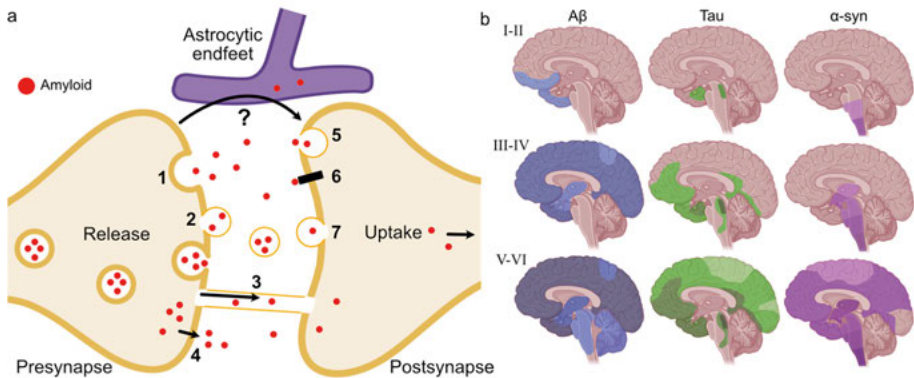 a
Astrocytic
endfeet
Amyloid
?
1
2
3
4
5
6
7
Release
Uptake
Presynapse
Postsynapse
b
Aβ
Tau
α-syn
I-II
III-IV
V-VI